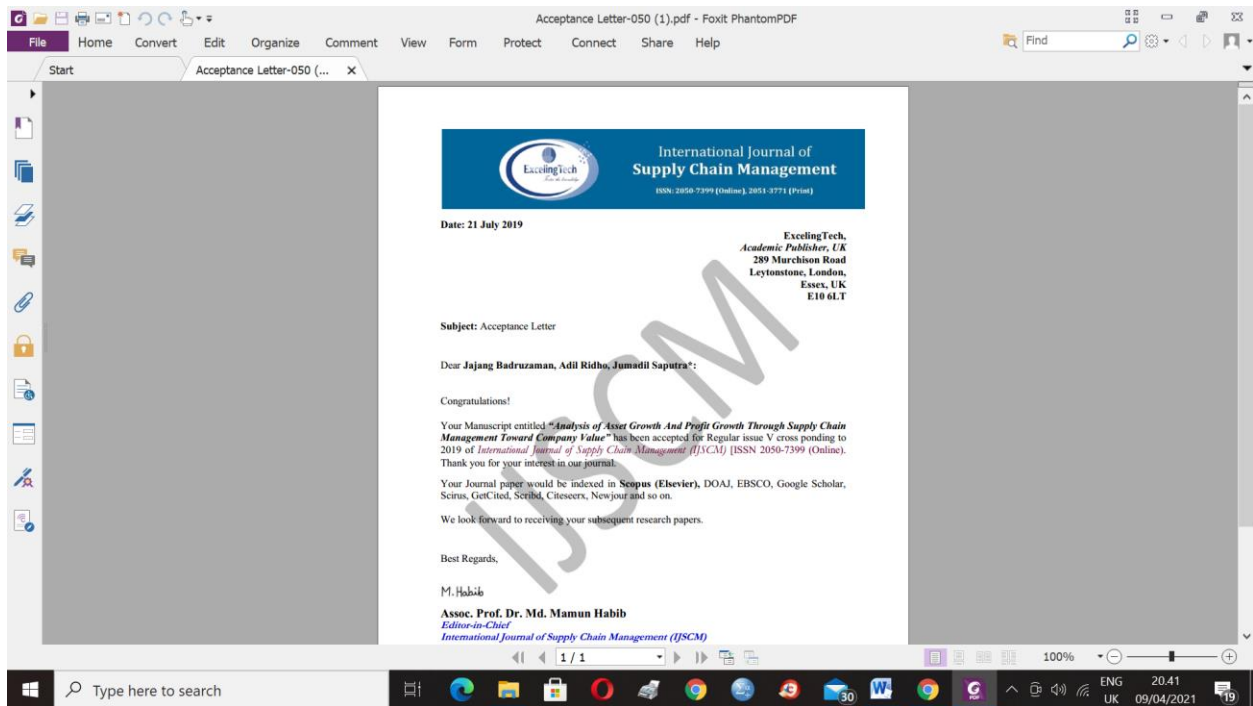 Acceptance Letter-050 (1).pdf - Foxit PhantomPDF
File Home Convert Edit Organize Comment View Form Protect Connect Share Help Find
Start Acceptance Letter-050 (...
ExcelingTech
International Journal of
Supply Chain Management
ISSN: 2050-7399 (Online), 2051-3771 (Print)
Date: 21 July 2019
ExcelingTech,
Academic Publisher, UK
289 Murchison Road
Leytonstone, London,
Essex, UK
E10 6LT
Subject: Acceptance Letter
Dear Jajang Badruzaman, Adil Ridho, Jumadil Saputra*:
Congratulations!
Your Manuscript entitled "Analysis of Asset Growth And Profit Growth Through Supply Chain
Management Toward Company Value" has been accepted for Regular issue V cross ponding to
2019 of International Journal of Supply Chain Management (IJSCM) [ISSN 2050-7399 (Online).
Thank you for your interest in our journal.
Your Journal paper would be indexed in Scopus (Elsevier), DOAJ, EBSCO, Google Scholar,
Scirus, GetCited, Scribd, Citeseerx, Newjour and so on.
We look forward to receiving your subsequent research papers.
Best Regards,
M. Habib
Assoc. Prof. Dr. Md. Mamun Habib
Editor-in-Chief
International Journal of Supply Chain Management (IJSCM)
IJSCM
1 / 1 100%
Type here to search 30 ENG 20.41
UK 09/04/2021 19